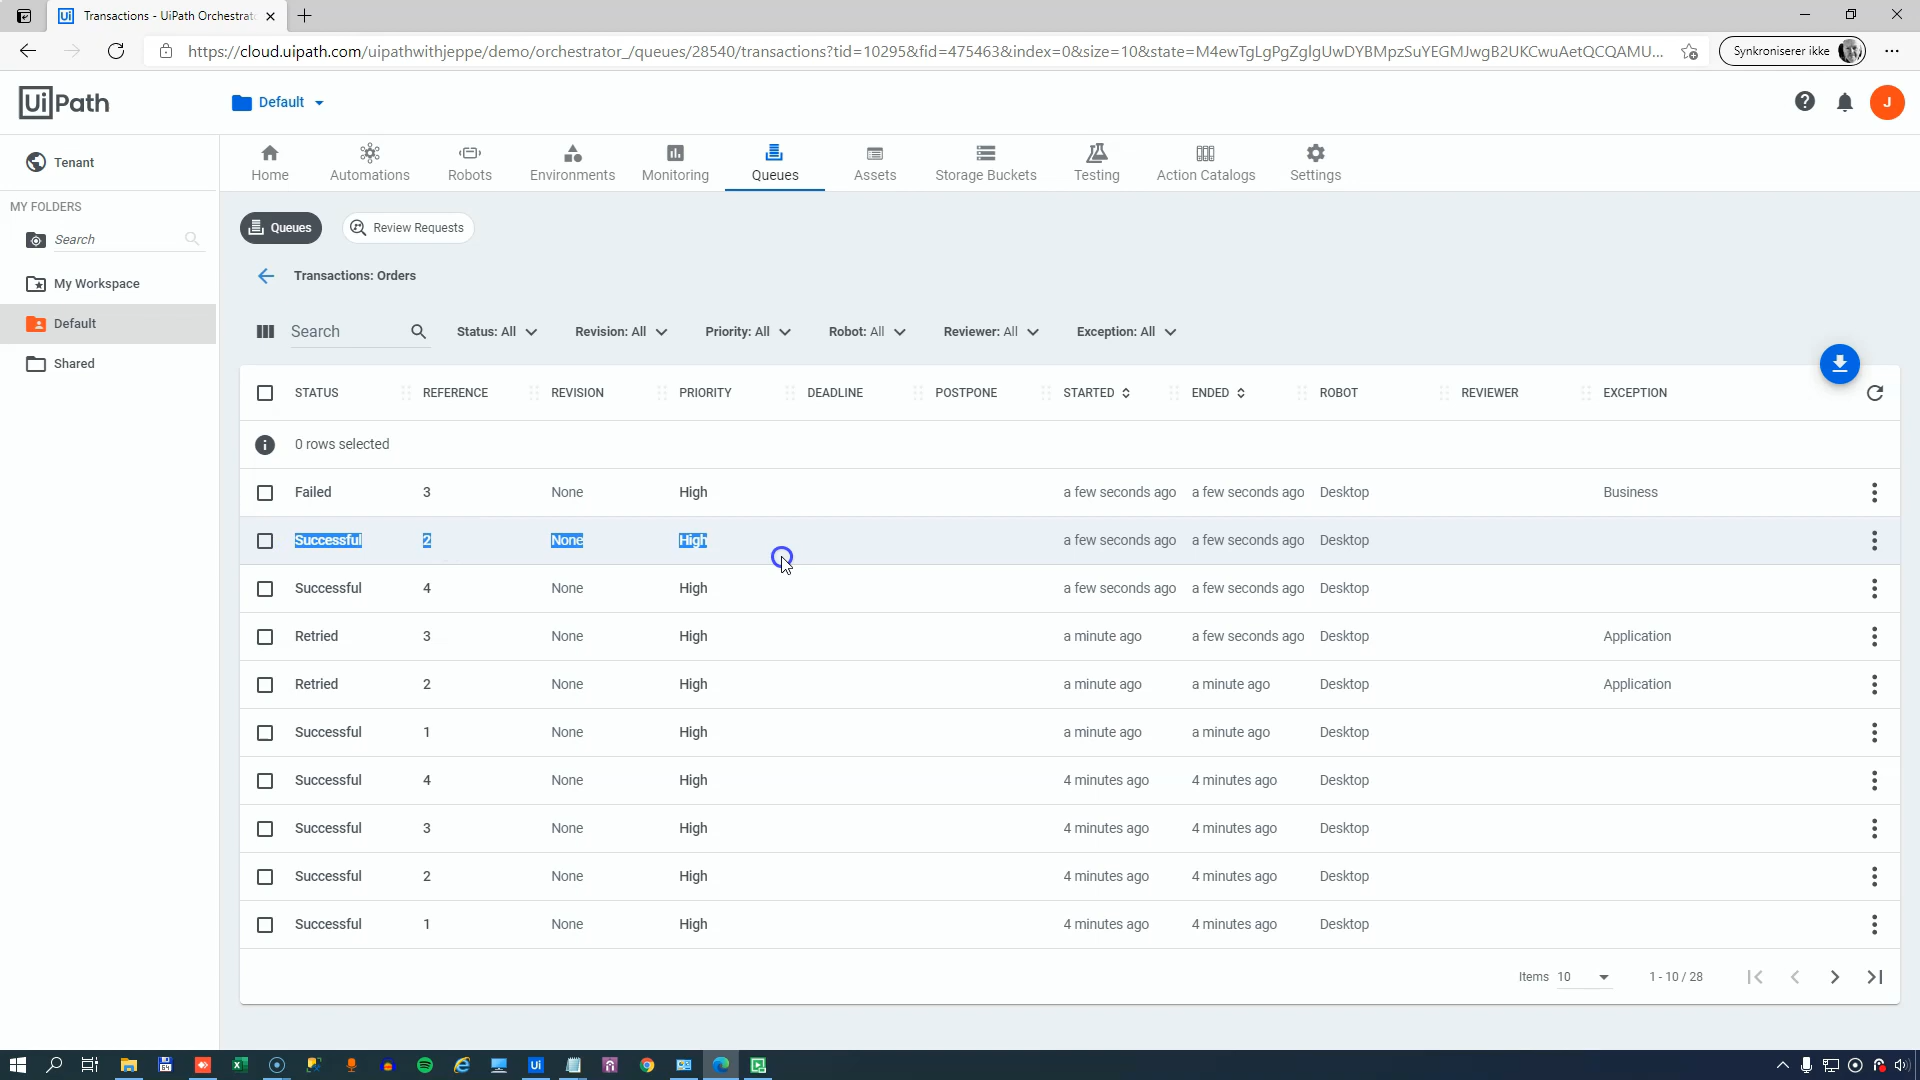 Transactions - UiPath Orchestrat
https://cloud.uipath.com/uipathwithjeppe/demo/orchestrator_/queues/28540/transactions?tid=10295&fid=475463&index=0&size=10&state=M4ewTgLgPgZglgUwDYBMpzSuYEGMJwgB2UKCwuAetQCQAMU...
Synkroniserer ikke
Ui Path
Default
J
Tenant
Home
Automations
Robots
Environments
Monitoring
Queues
Assets
Storage Buckets
Testing
Action Catalogs
Settings
MY FOLDERS
Search
My Workspace
Default
Shared
Queues
Review Requests
Transactions: Orders
Search
Status: All
Revision: All
Priority: All
Robot: All
Reviewer: All
Exception: All
STATUS REFERENCE REVISION PRIORITY DEADLINE POSTPONE STARTED ENDED ROBOT REVIEWER EXCEPTION
0 rows selected
Failed 3 None High a few seconds ago a few seconds ago Desktop Business
Successful 2 None High a few seconds ago a few seconds ago Desktop
Successful 4 None High a few seconds ago a few seconds ago Desktop
Retried 3 None High a minute ago a few seconds ago Desktop Application
Retried 2 None High a minute ago a minute ago Desktop Application
Successful 1 None High a minute ago a minute ago Desktop
Successful 4 None High 4 minutes ago 4 minutes ago Desktop
Successful 3 None High 4 minutes ago 4 minutes ago Desktop
Successful 2 None High 4 minutes ago 4 minutes ago Desktop
Successful 1 None High 4 minutes ago 4 minutes ago Desktop
Items 10 1 - 10 / 28